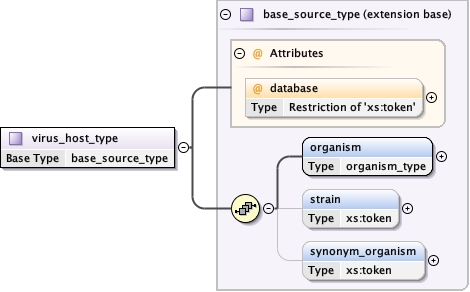 base_source_type (extension base)
@ Attributes
@ database
Type Restriction of 'xs:token'
virus_host_type
Base Type base_source_type
organism
Type organism_type
strain
Type xs:token
synonym_organism
Type xs:token